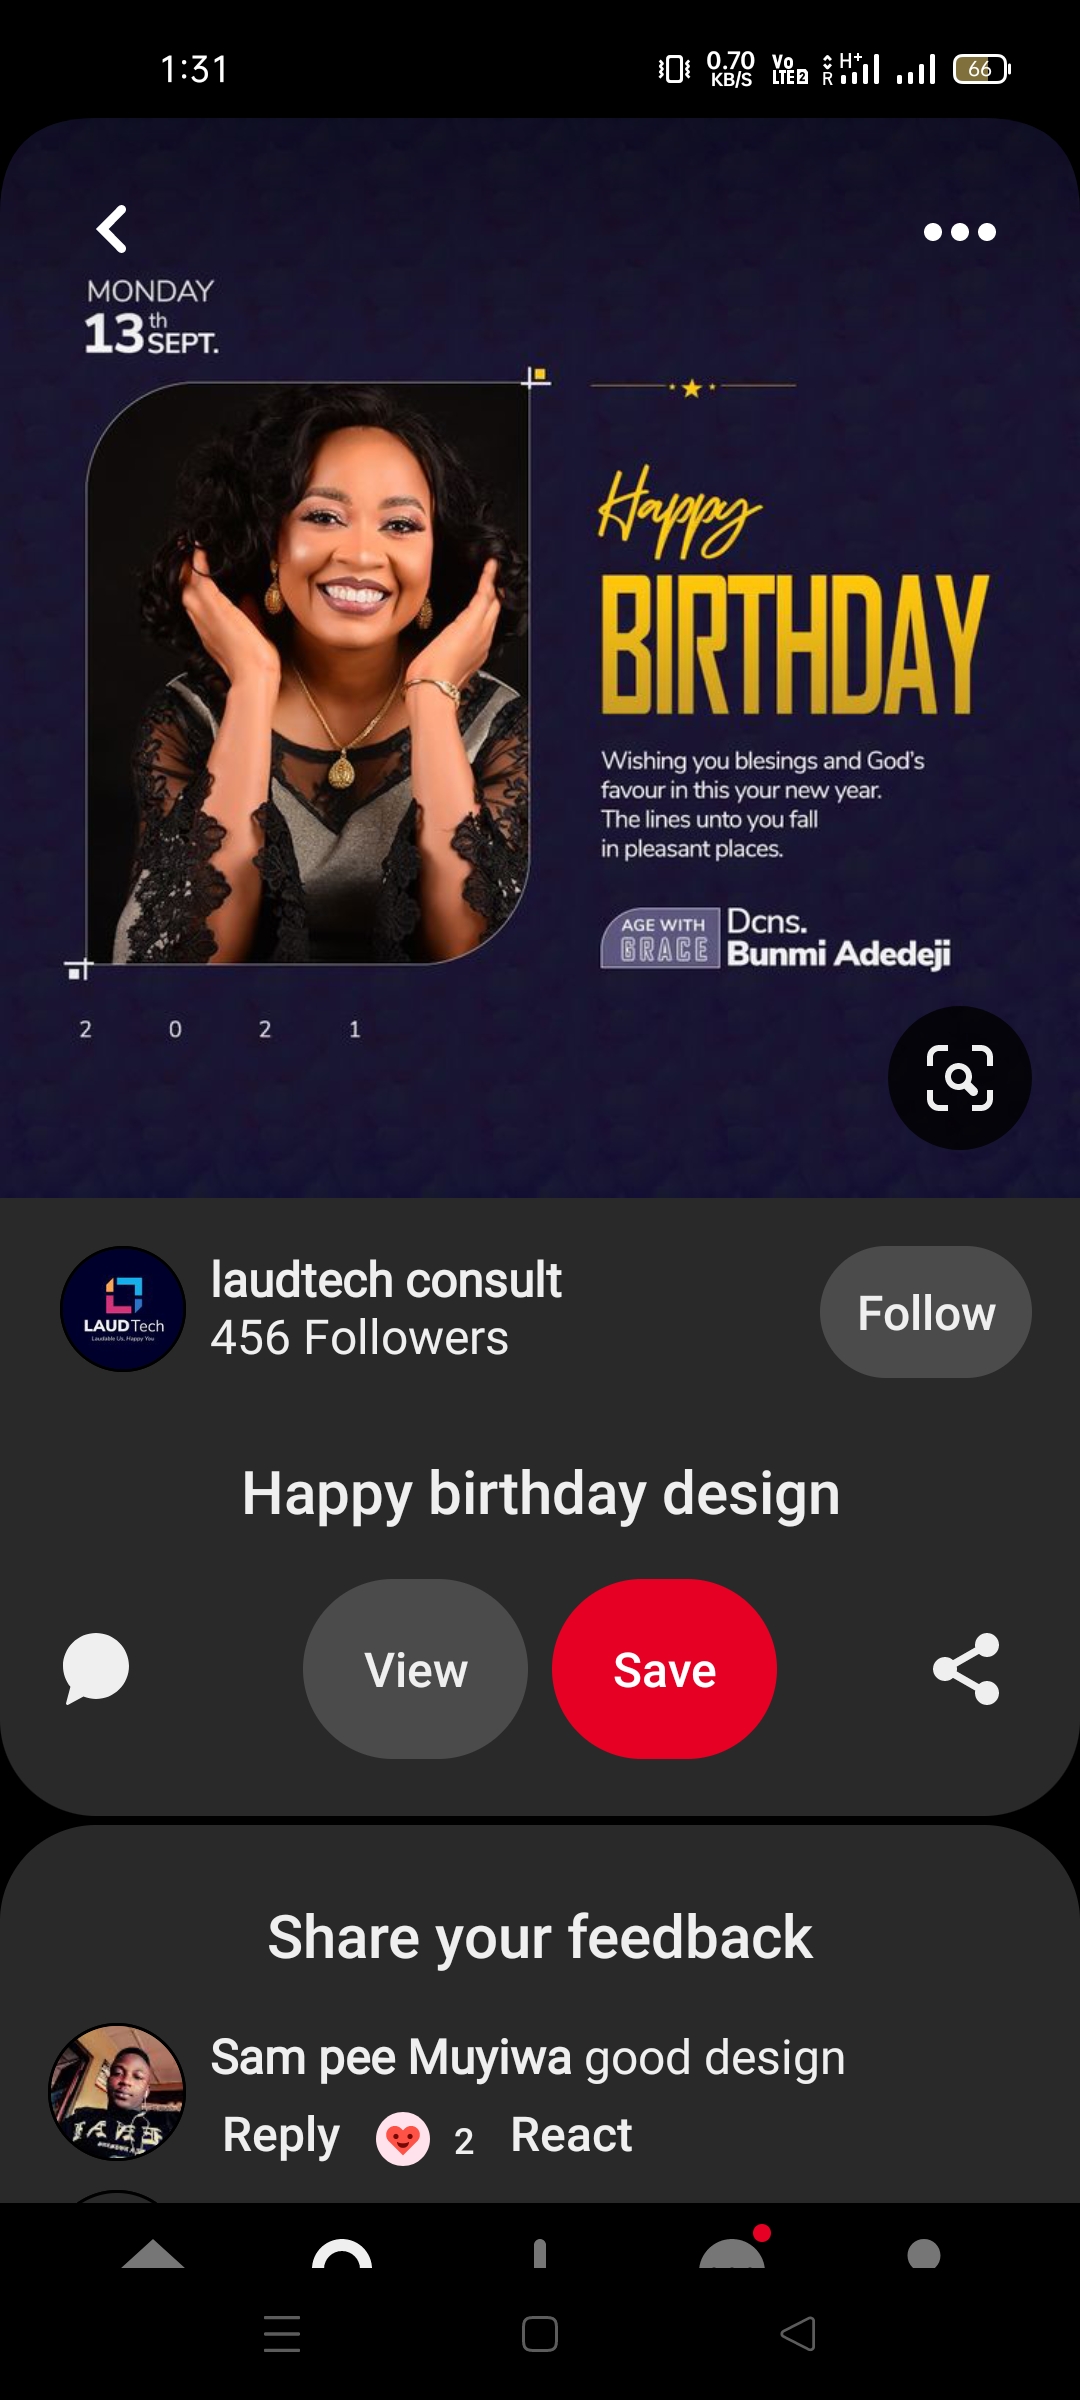 1:31
0.70
KB/S
Vo
LTE2
R
H+
66
MONDAY
13th
SEPT.
Happy
BIRTHDAY
Wishing you blesings and God's
favour in this your new year.
The lines unto you fall
in pleasant places.
AGE WITH
GRACE
Dcns.
Bunmi Adedeji
2 0 2 1
LAUDTech
Laudable Us, Happy You
laudtech consult
456 Followers
Follow
Happy birthday design
View
Save
Share your feedback
Sam pee Muyiwa good design
Reply 2 React